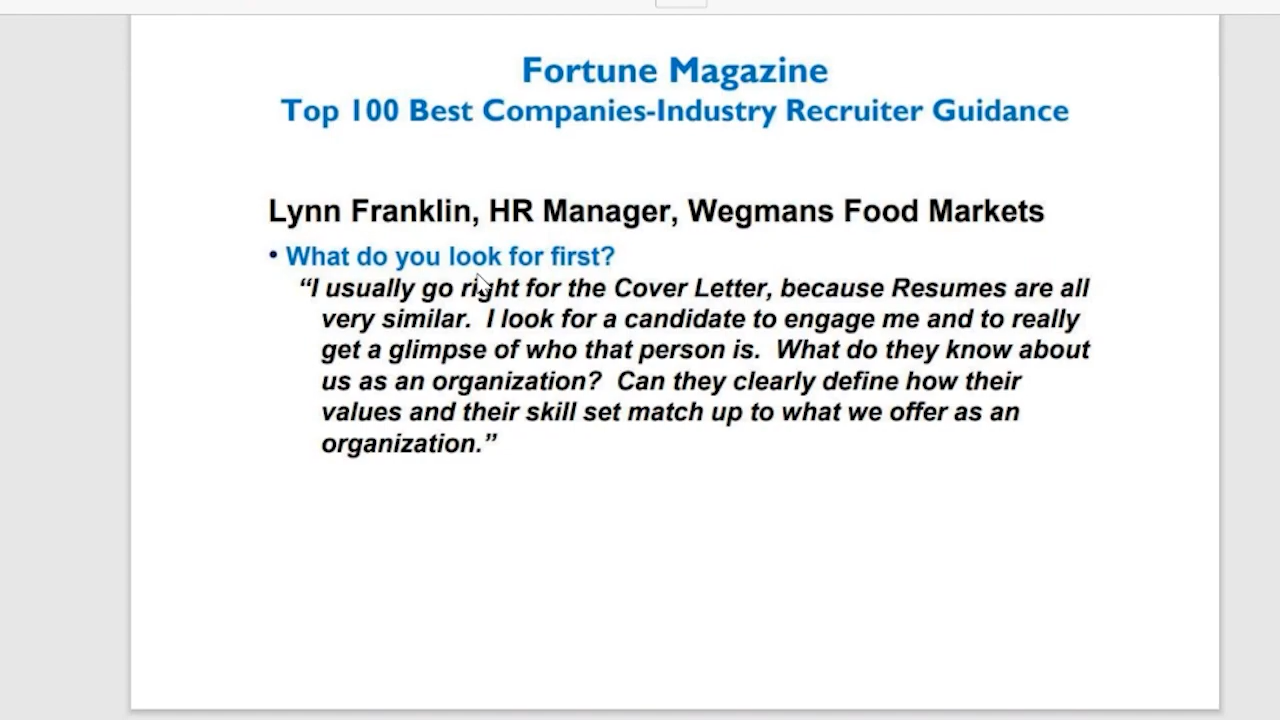 Fortune Magazine
Top 100 Best Companies-Industry Recruiter Guidance
Lynn Franklin, HR Manager, Wegmans Food Markets
• What do you look for first?
“I usually go right for the Cover Letter, because Resumes are all
very similar.  I look for a candidate to engage me and to really
get a glimpse of who that person is.  What do they know about
us as an organization?  Can they clearly define how their
values and their skill set match up to what we offer as an
organization.”